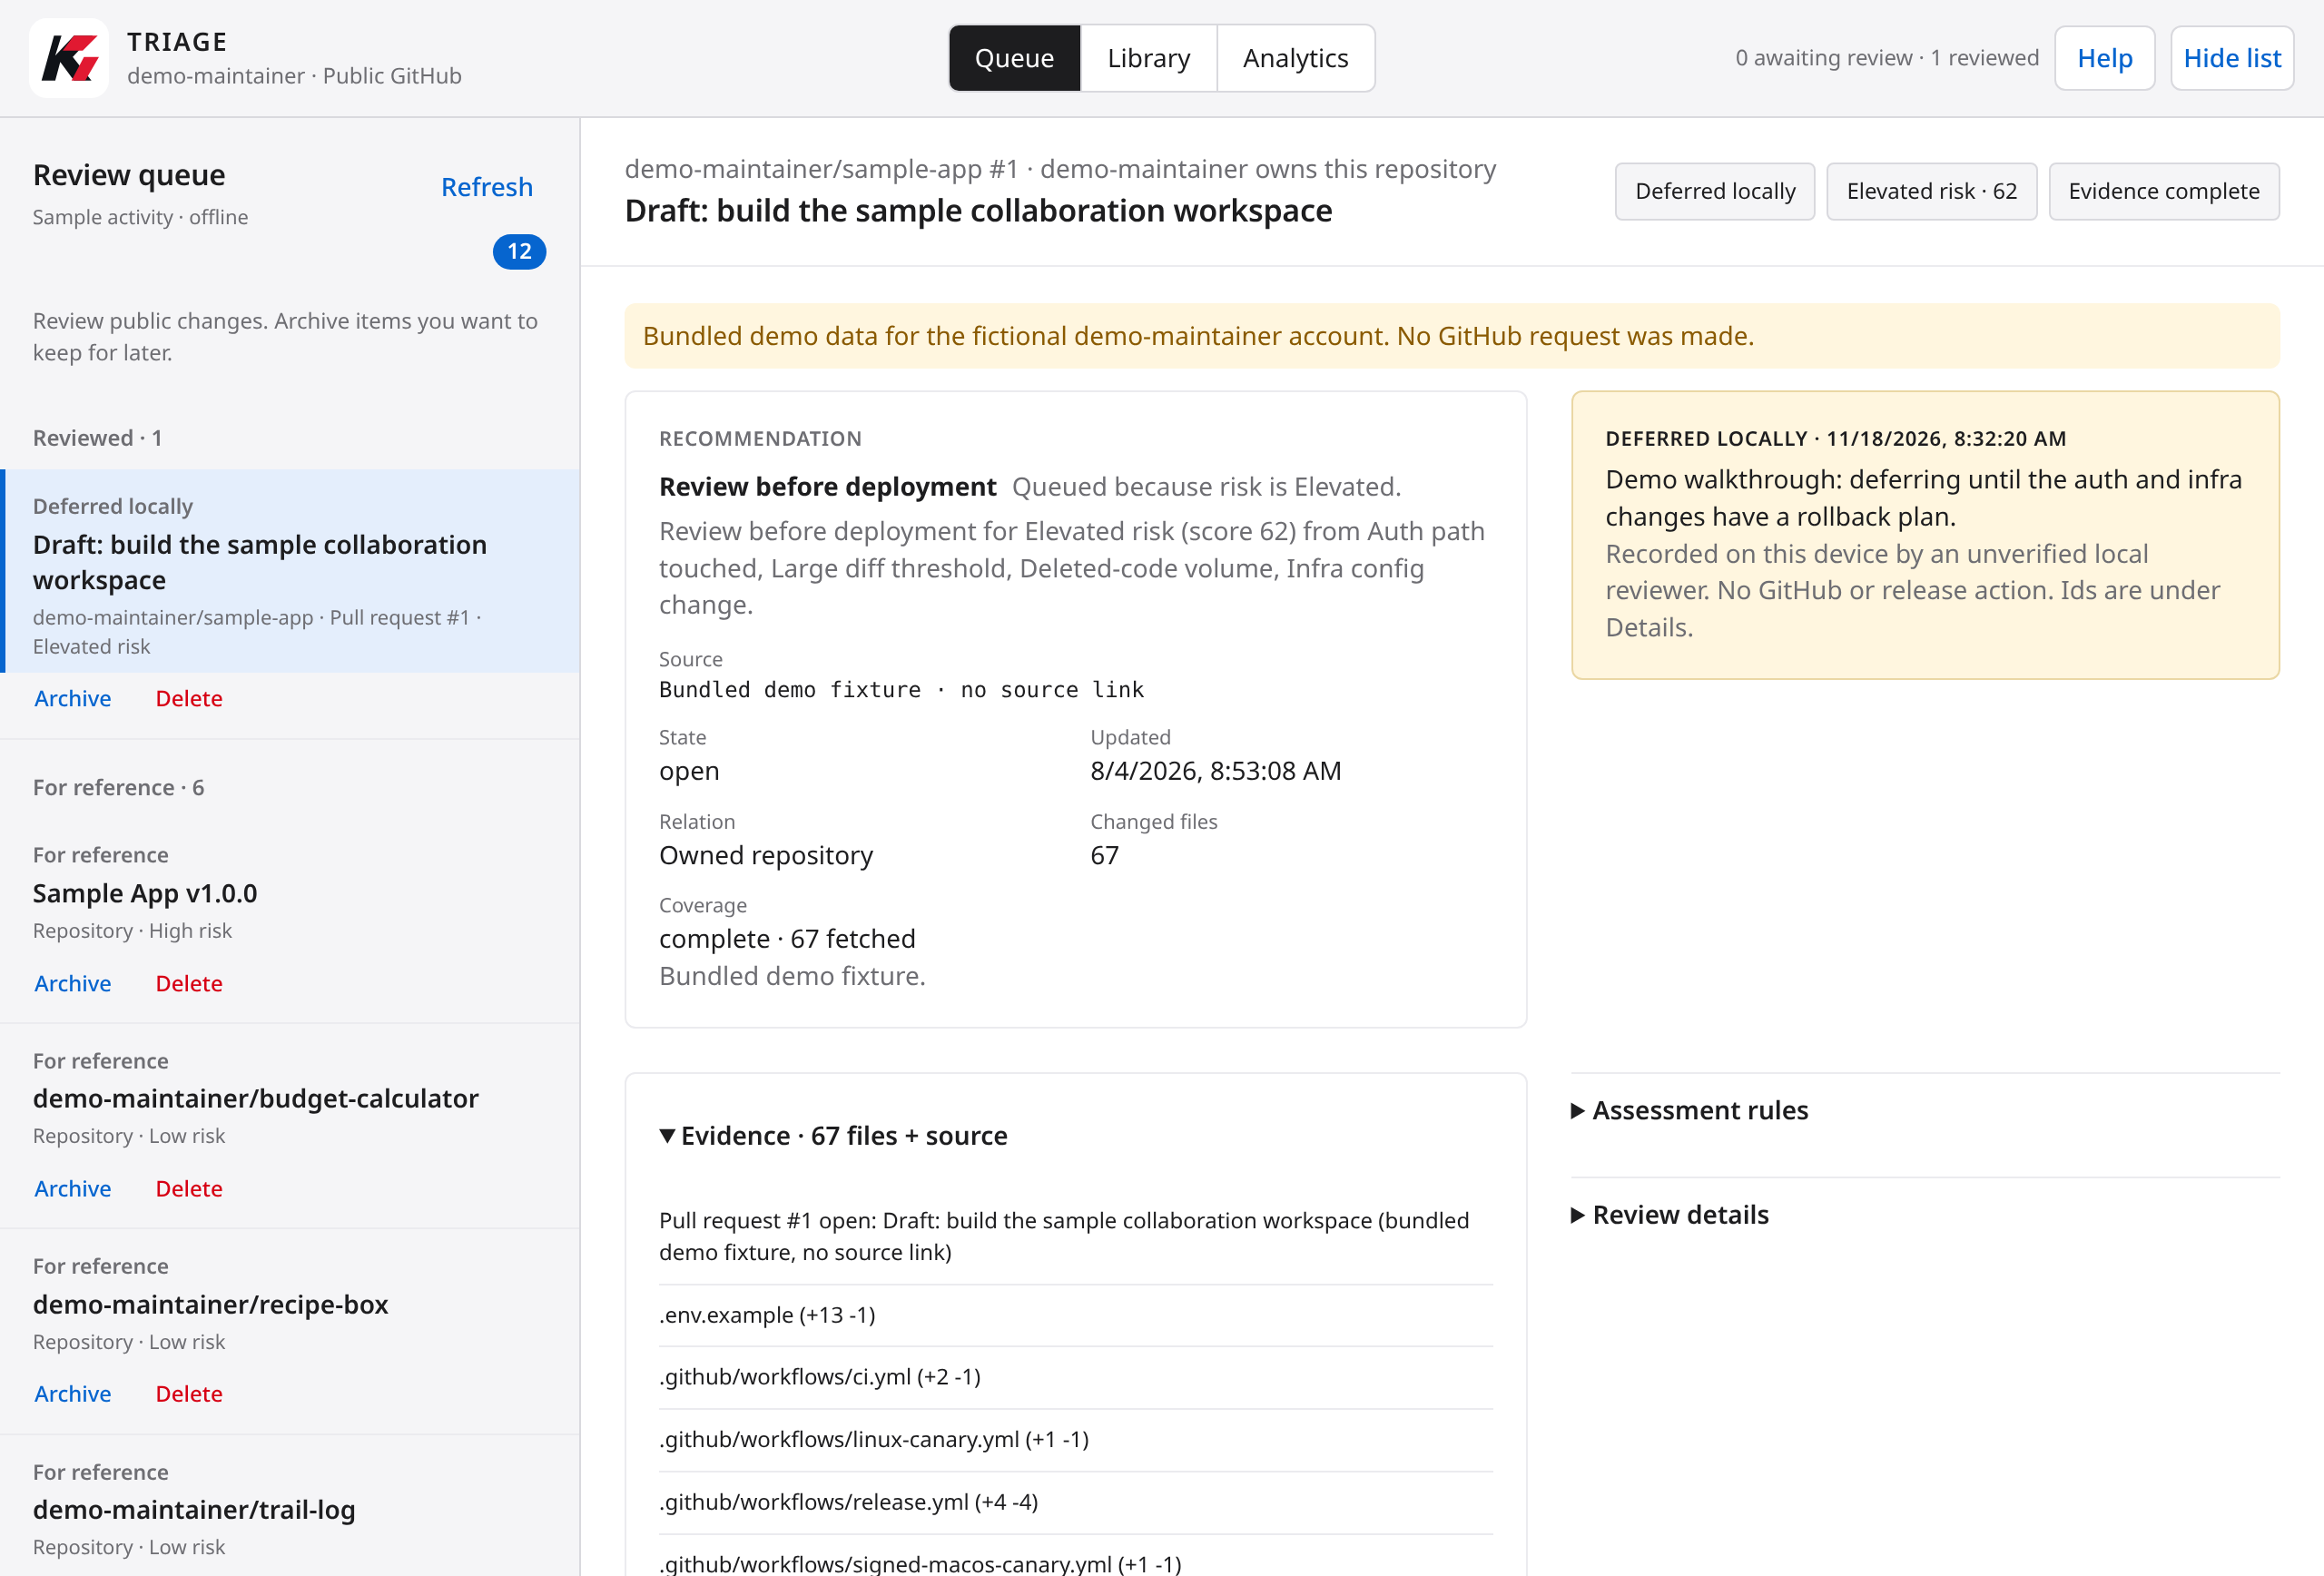 TRIAGE
demo-maintainer · Public GitHub
Queue
Library
Analytics
0 awaiting review · 1 reviewed
Help
Hide list
Review queue
Sample activity · offline
Refresh
12
Review public changes. Archive items you want to
keep for later.
Reviewed · 1
Deferred locally
Draft: build the sample collaboration
workspace
demo-maintainer/sample-app · Pull request #1 ·
Elevated risk
Archive
Delete
For reference · 6
For reference
Sample App v1.0.0
Repository · High risk
Archive
Delete
For reference
demo-maintainer/budget-calculator
Repository · Low risk
Archive
Delete
For reference
demo-maintainer/recipe-box
Repository · Low risk
Archive
Delete
For reference
demo-maintainer/trail-log
Repository · Low risk
demo-maintainer/sample-app #1 · demo-maintainer owns this repository
Draft: build the sample collaboration workspace
Deferred locally
Elevated risk · 62
Evidence complete
Bundled demo data for the fictional demo-maintainer account. No GitHub request was made.
RECOMMENDATION
Review before deployment Queued because risk is Elevated.
Review before deployment for Elevated risk (score 62) from Auth path
touched, Large diff threshold, Deleted-code volume, Infra config
change.
Source
Bundled demo fixture · no source link
State
open
Updated
8/4/2026, 8:53:08 AM
Relation
Owned repository
Changed files
67
Coverage
complete · 67 fetched
Bundled demo fixture.
DEFERRED LOCALLY · 11/18/2026, 8:32:20 AM
Demo walkthrough: deferring until the auth and infra
changes have a rollback plan.
Recorded on this device by an unverified local
reviewer. No GitHub or release action. Ids are under
Details.
Evidence · 67 files + source
Pull request #1 open: Draft: build the sample collaboration workspace (bundled
demo fixture, no source link)
.env.example (+13 -1)
.github/workflows/ci.yml (+2 -1)
.github/workflows/linux-canary.yml (+1 -1)
.github/workflows/release.yml (+4 -4)
.github/workflows/signed-macos-canary.yml (+1 -1)
Assessment rules
Review details